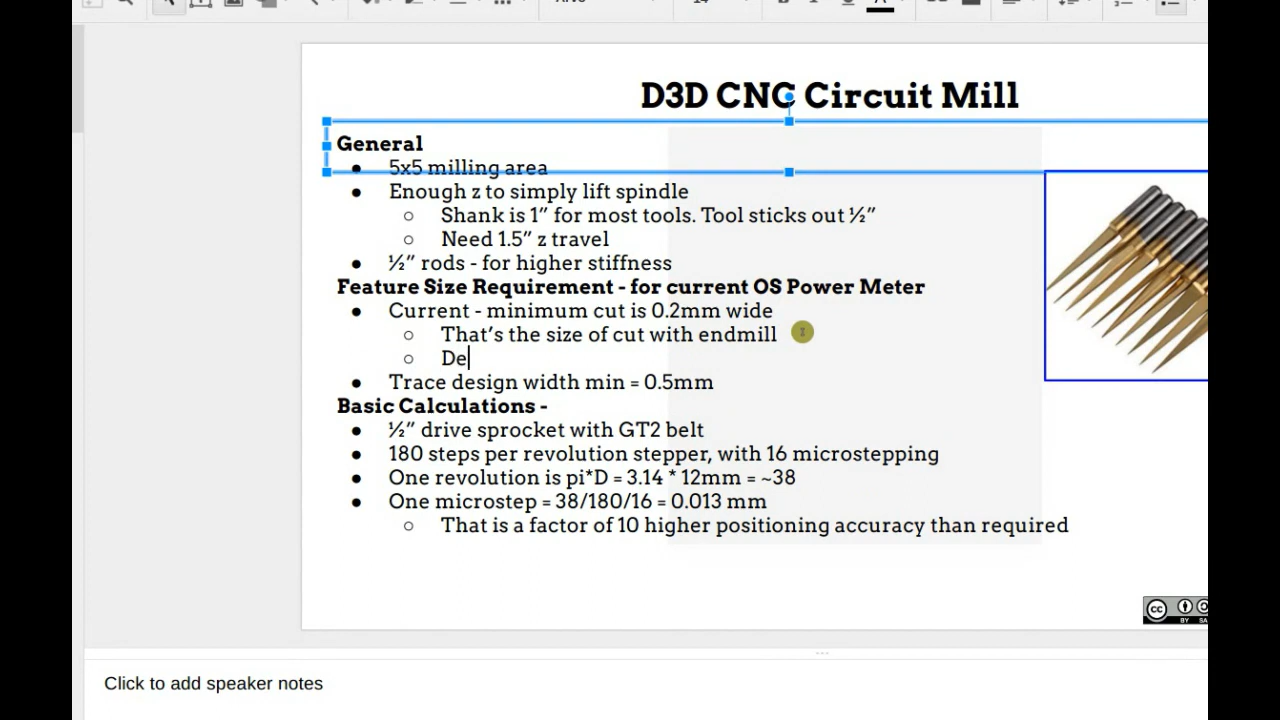 D3D CNC Circuit Mill
General
● 5x5 milling area
● Enough z to simply lift spindle
○ Shank is 1” for most tools. Tool sticks out ½”
○ Need 1.5” z travel
● ½” rods - for higher stiffness
Feature Size Requirement - for current OS Power Meter
● Current - minimum cut is 0.2mm wide
○ That’s the size of cut with endmill
○ De
● Trace design width min = 0.5mm
Basic Calculations -
● ½” drive sprocket with GT2 belt
● 180 steps per revolution stepper, with 16 microstepping
● One revolution is pi*D = 3.14 * 12mm = ~38
● One microstep = 38/180/16 = 0.013 mm
○ That is a factor of 10 higher positioning accuracy than required
cc
BY
Click to add speaker notes